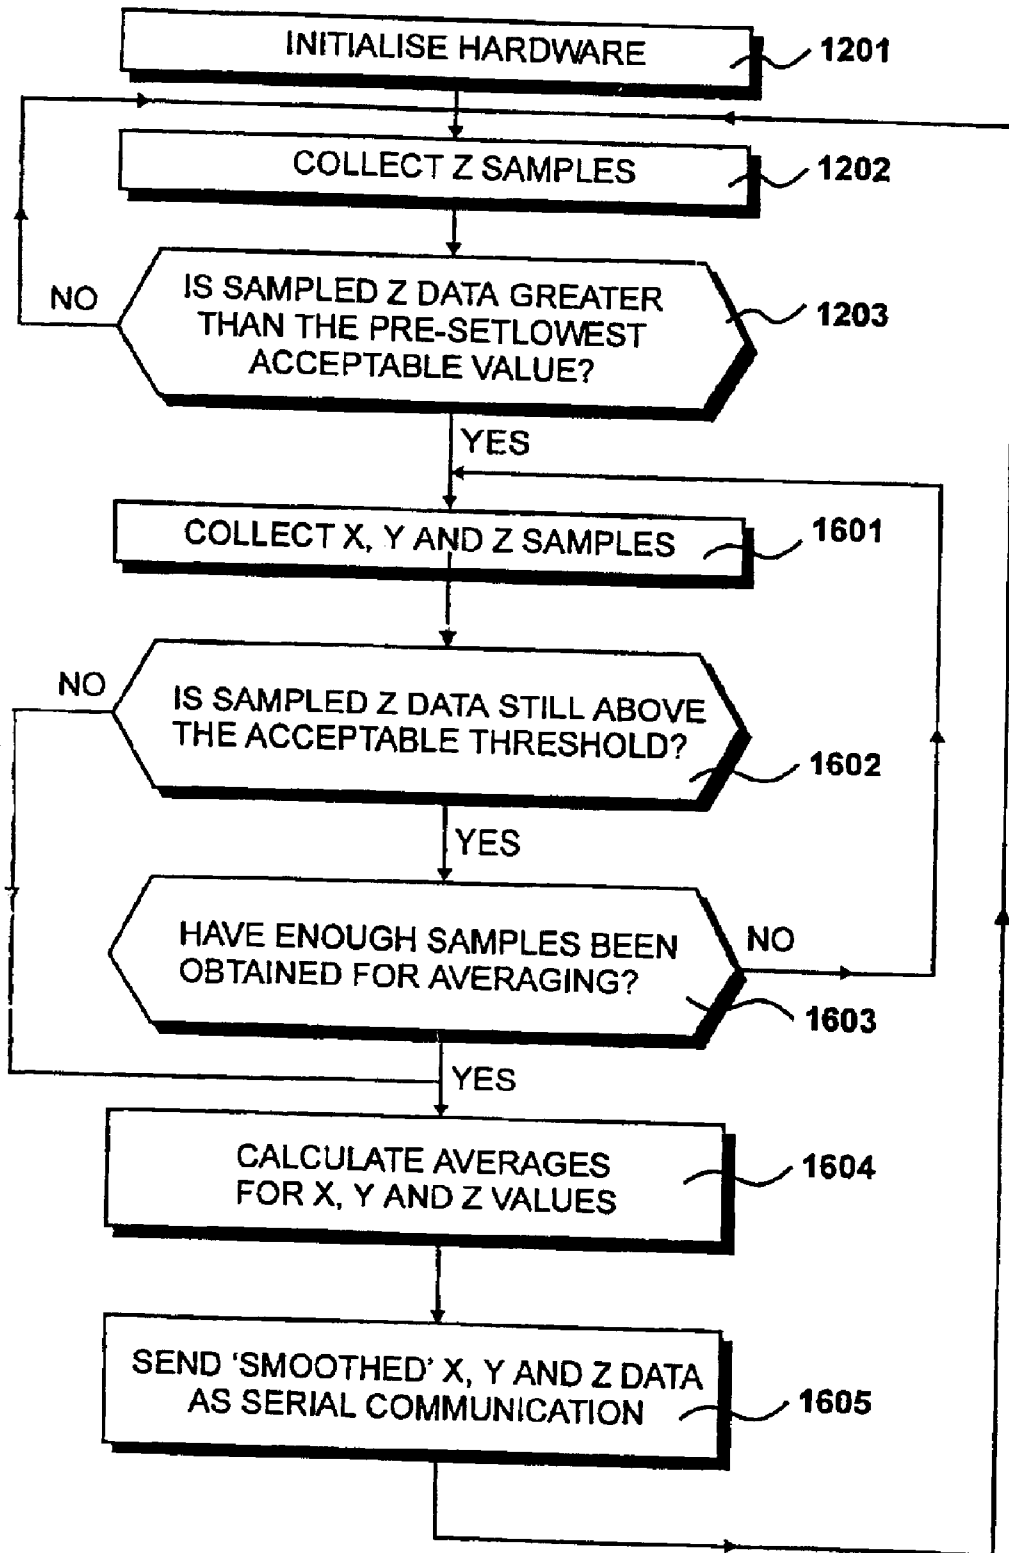 INITIALISE HARDWARE
1201
COLLECT Z SAMPLES
1202
IS SAMPLED Z DATA GREATER
THAN THE PRE-SETLOWEST
ACCEPTABLE VALUE?
1203
NO
YES
COLLECT X, Y AND Z SAMPLES
1601
NO
IS SAMPLED Z DATA STILL ABOVE
THE ACCEPTABLE THRESHOLD?
1602
YES
HAVE ENOUGH SAMPLES BEEN
OBTAINED FOR AVERAGING?
NO
1603
YES
CALCULATE AVERAGES
FOR X, Y AND Z VALUES
1604
SEND 'SMOOTHED' X, Y AND Z DATA
AS SERIAL COMMUNICATION
1605